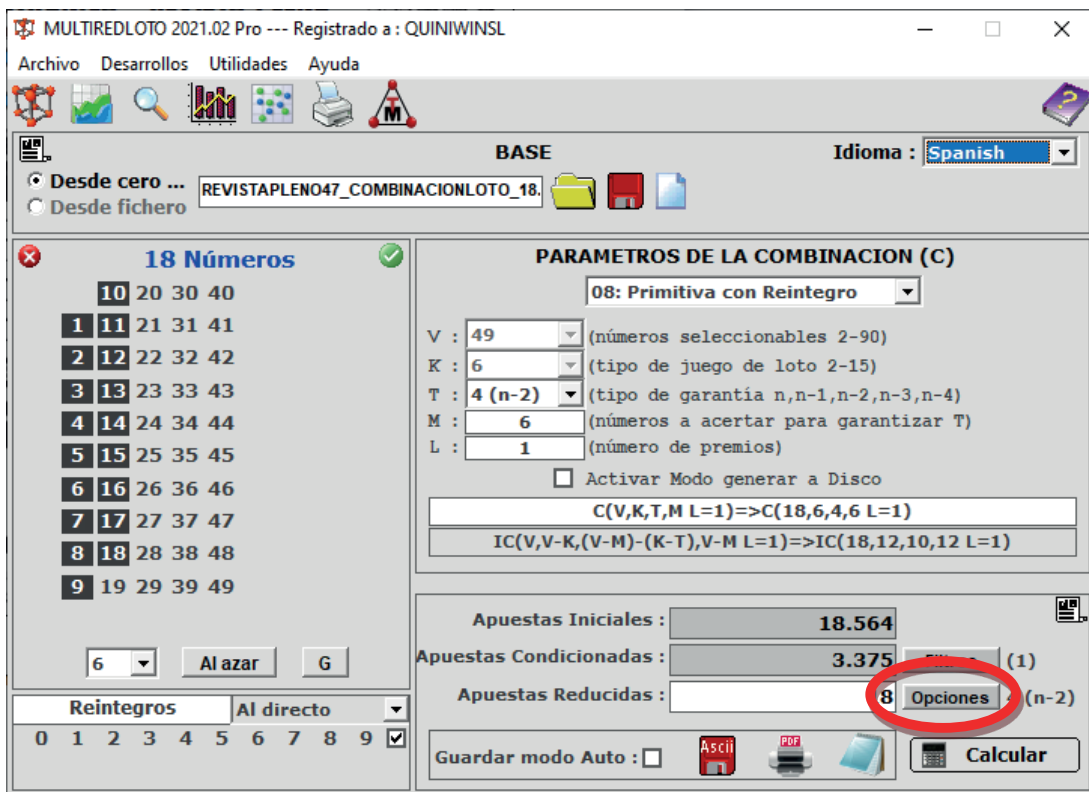 MULTIREDLOTO 2021.02 Pro --- Registrado a : QUINIWINSL
Archivo Desarrollos Utilidades Ayuda
BASE
Idioma : Spanish
Desde cero ...
REVISTAPLENO47_COMBINACIONLOTO_18.
Desde fichero
18 Números
10 20 30 40
1 11 21 31 41
2 12 22 32 42
3 13 23 33 43
4 14 24 34 44
5 15 25 35 45
6 16 26 36 46
7 17 27 37 47
8 18 28 38 48
9 19 29 39 49
6 Al azar G
Reintegros Al directo
0 1 2 3 4 5 6 7 8 9
PARAMETROS DE LA COMBINACION (C)
08: Primitiva con Reintegro
V : 49 (números seleccionables 2-90)
K : 6 (tipo de juego de loto 2-15)
T : 4 (n-2) (tipo de garantía n,n-1,n-2,n-3,n-4)
M : 6 (números a acertar para garantizar T)
L : 1 (número de premios)
Activar Modo generar a Disco
C(V,K,T,M L=1)=>C(18,6,4,6 L=1)
IC(V,V-K,(V-M)-(K-T),V-M L=1)=>IC(18,12,10,12 L=1)
Apuestas Iniciales : 18.564
Apuestas Condicionadas : 3.375 (1)
Apuestas Reducidas : 8 Opciones (n-2)
Guardar modo Auto : Ascii PDF Calcular